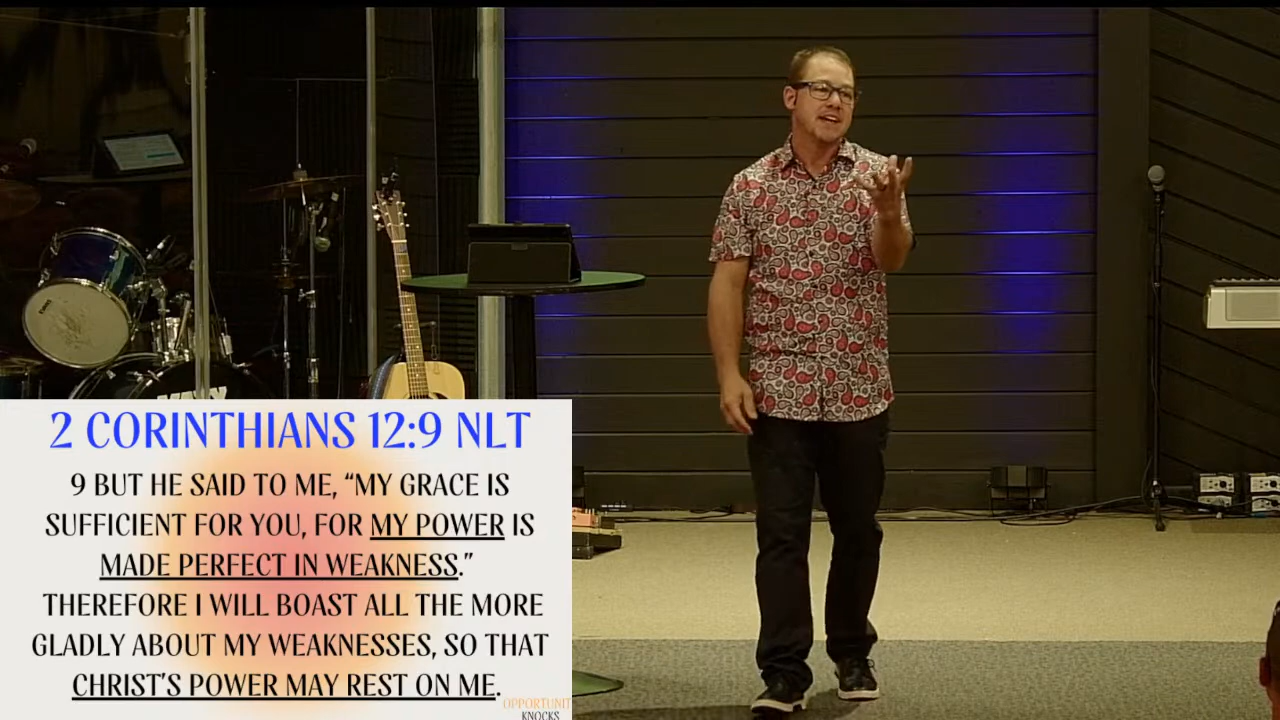 2 CORINTHIANS 12:9 NLT
9 BUT HE SAID TO ME, “MY GRACE IS
SUFFICIENT FOR YOU, FOR MY POWER IS
MADE PERFECT IN WEAKNESS.”
THEREFORE I WILL BOAST ALL THE MORE
GLADLY ABOUT MY WEAKNESSES, SO THAT
CHRIST’S POWER MAY REST ON ME.
OPPORTUNIT
KNOCKS